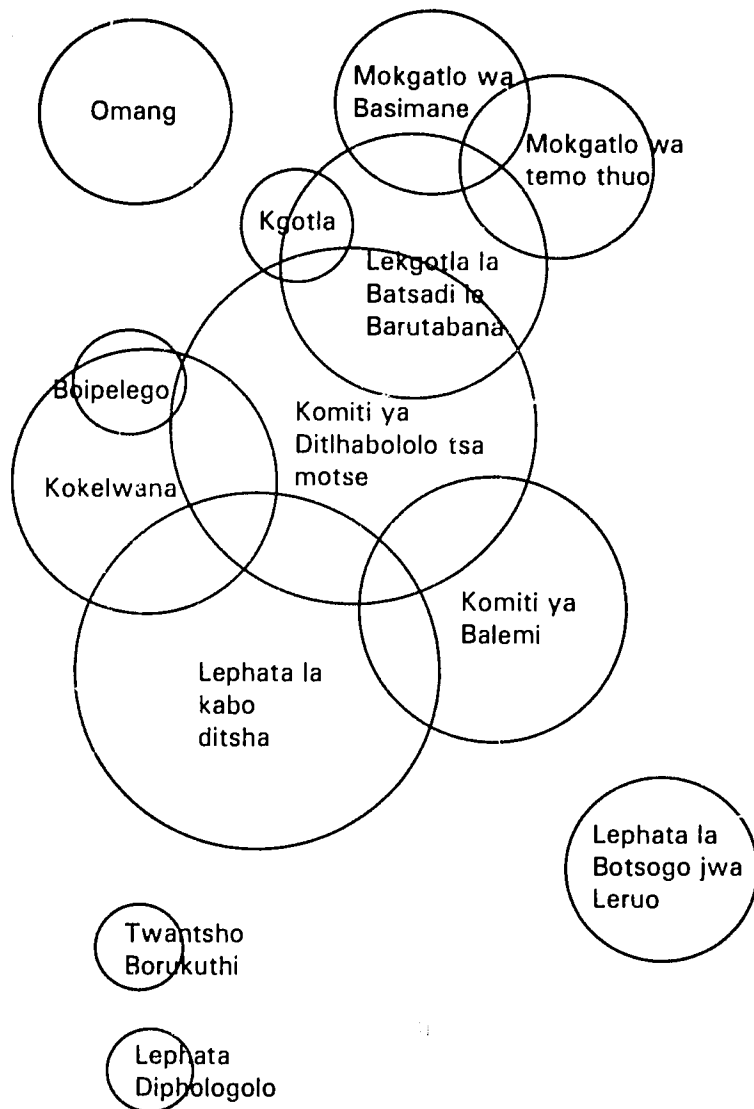 Omang
Mokgatlo wa
Basimane
Mokgatlo wa
temo thuo
Kgotla
Lekgotla la
Batsadi le
Barutabana
Boipelego
Komiti ya
Ditlhabololo tsa
motse
Kokelwana
Komiti ya
Balemi
Lephata la
kabo
ditsha
Lephata la
Botsogo jwa
Leruo
Twantsho
Borukuthi
Lephata
Diphologolo